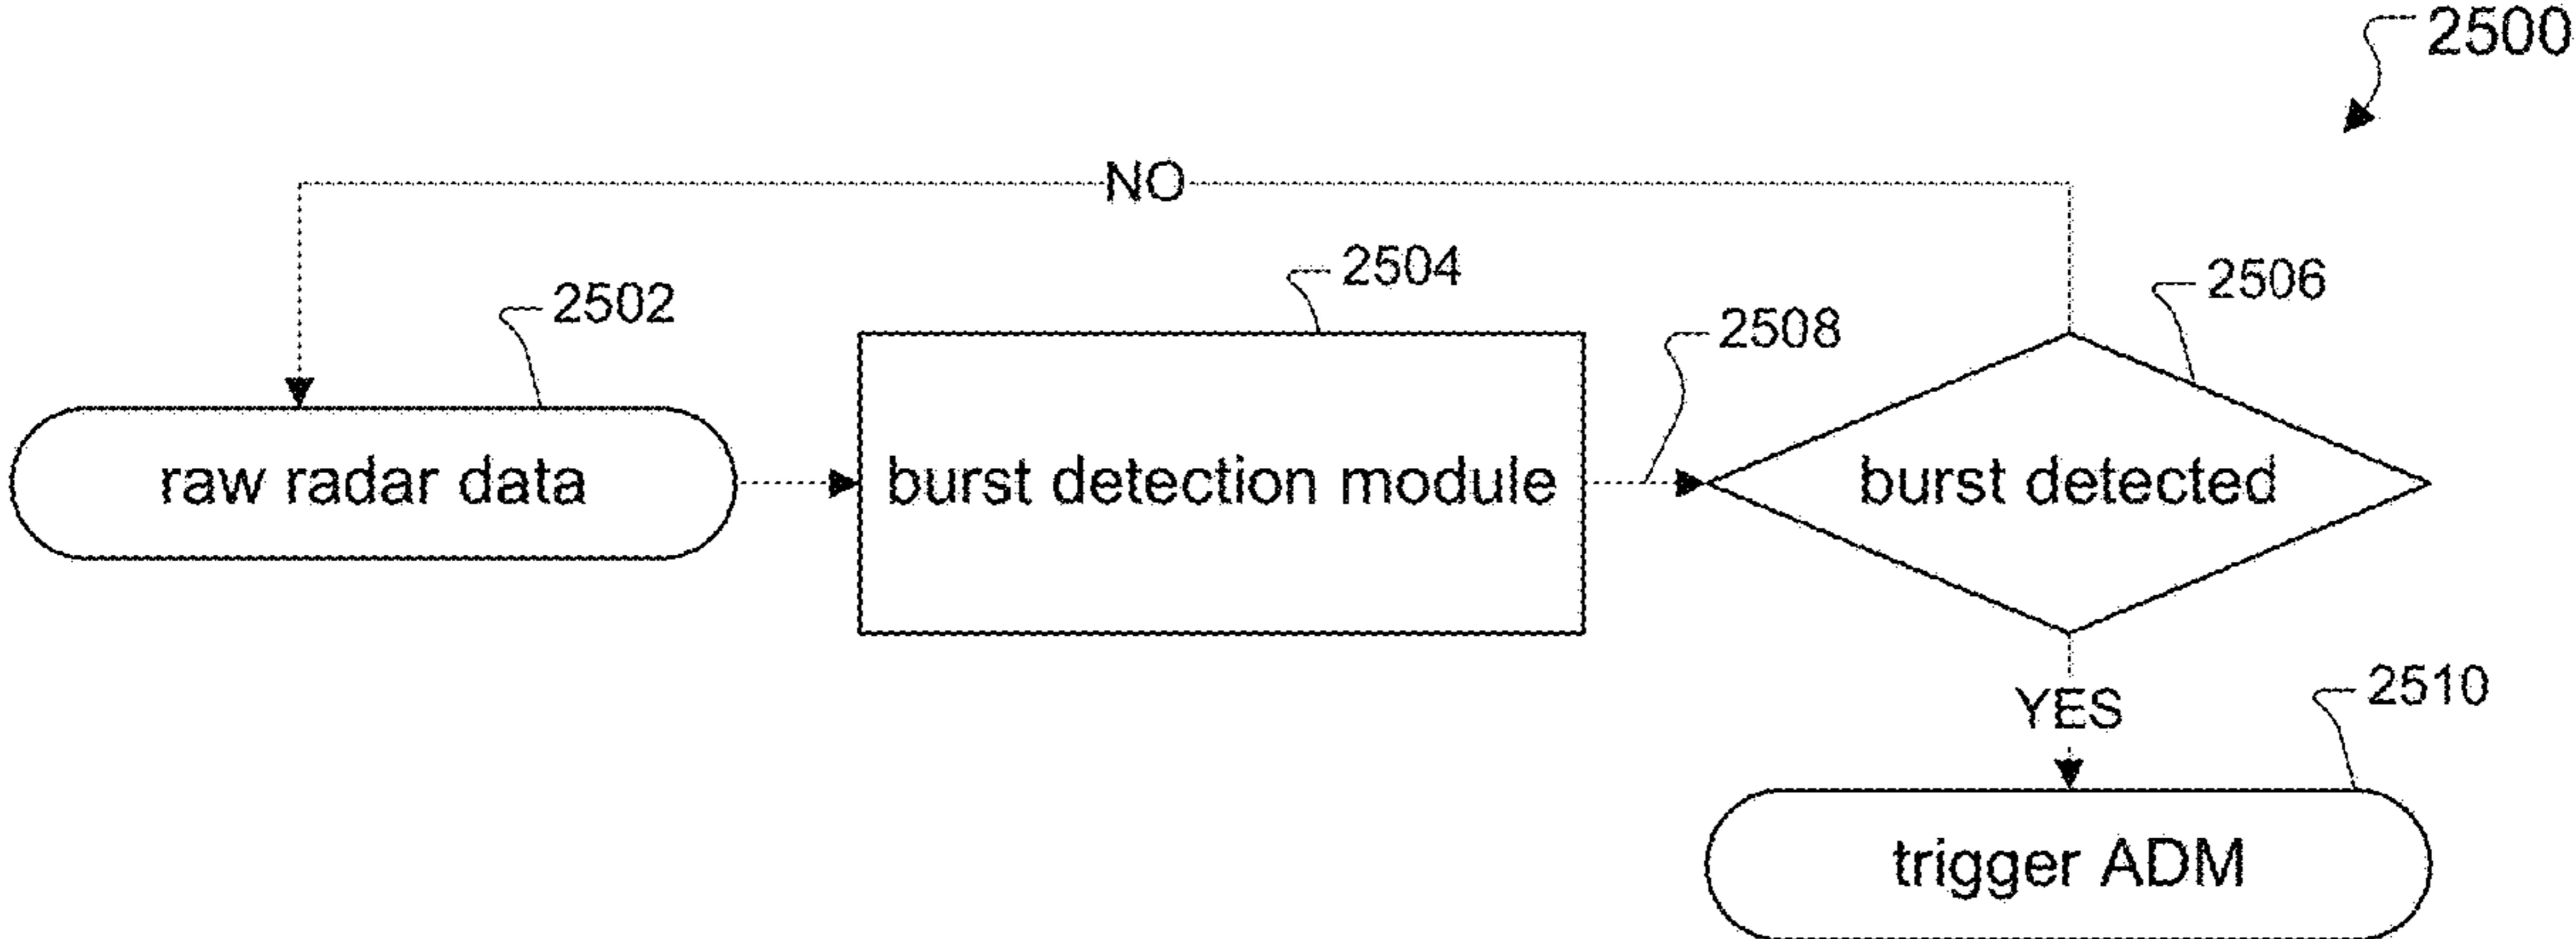 2500
NO
2504
2506
2502
2508
raw radar data
burst detection module
burst detected
YES
2510
trigger ADM